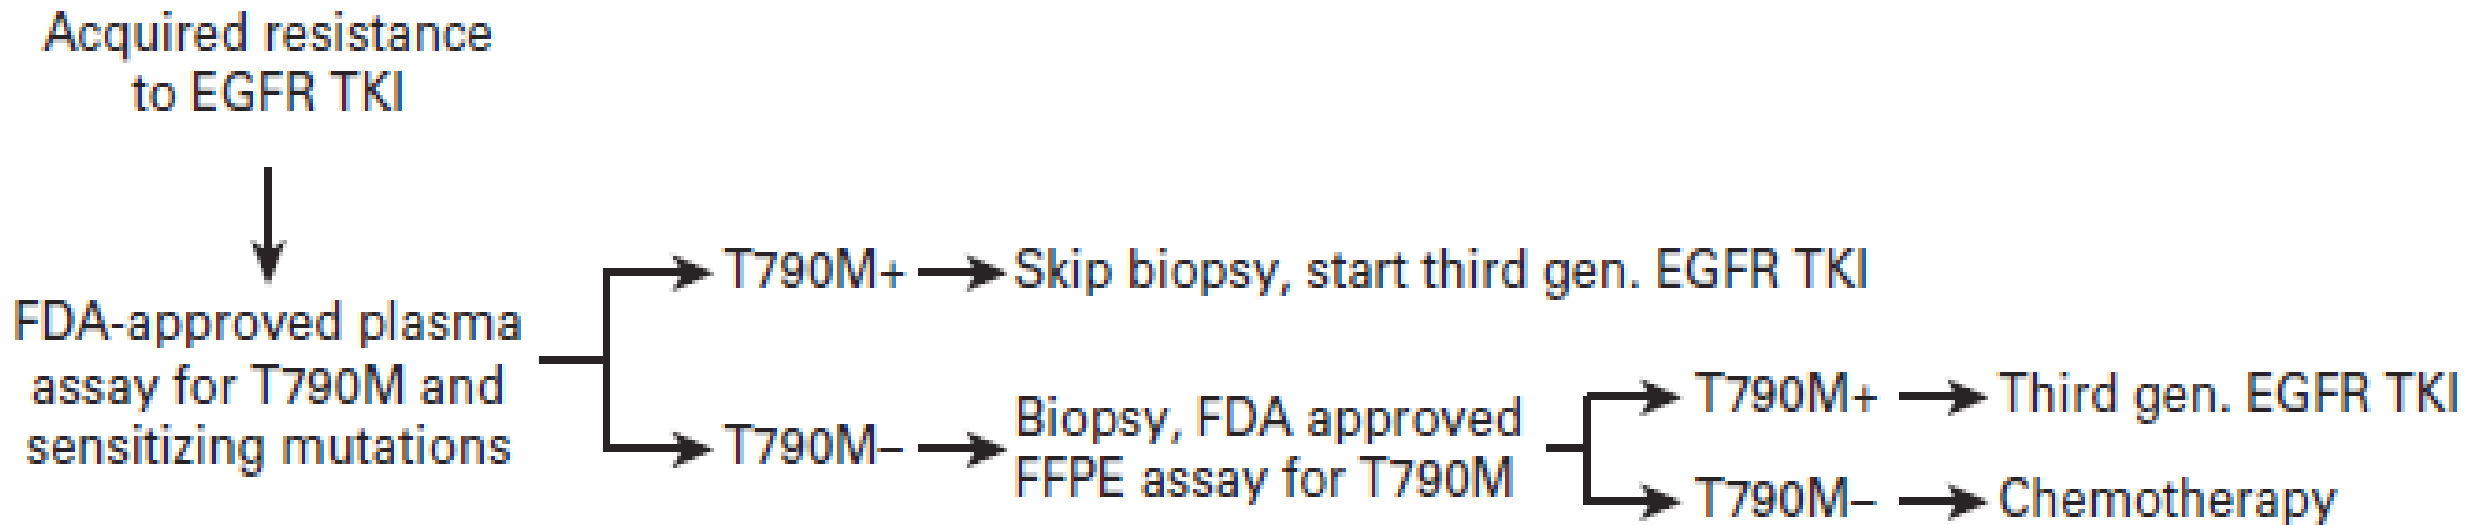 Acquired resistance
to EGFR TKI
FDA-approved plasma
assay for T790M and
sensitizing mutations
T790M+
Skip biopsy, start third gen. EGFR TKI
T790M–
Biopsy, FDA approved
FFPE assay for T790M
T790M+
Third gen. EGFR TKI
T790M–
Chemotherapy